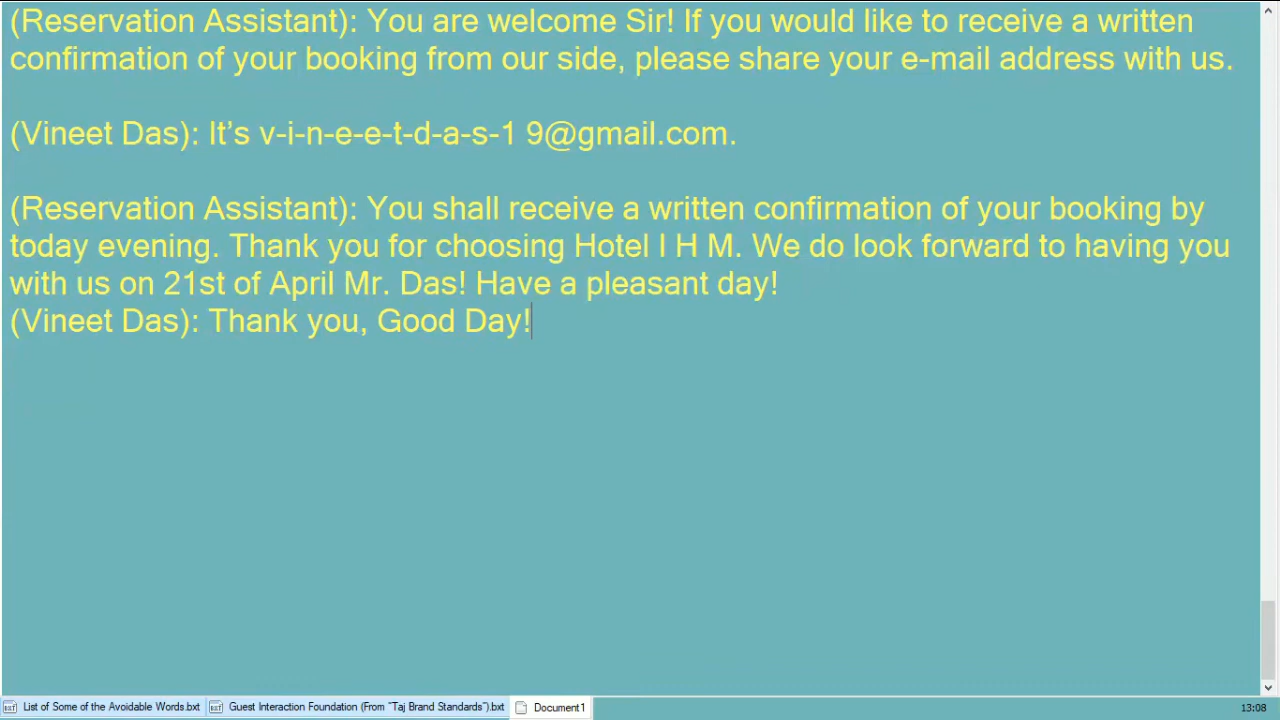 (Reservation Assistant): You are welcome Sir! If you would like to receive a written
confirmation of your booking from our side, please share your e-mail address with us.
(Vineet Das): It’s v-i-n-e-e-t-d-a-s-1 9@gmail.com.
(Reservation Assistant): You shall receive a written confirmation of your booking by
today evening. Thank you for choosing Hotel I H M. We do look forward to having you
with us on 21st of April Mr. Das! Have a pleasant day!
(Vineet Das): Thank you, Good Day!
List of Some of the Avoidable Words.bxt Guest Interaction Foundation (From "Taj Brand Standards").bxt Document1 13:08